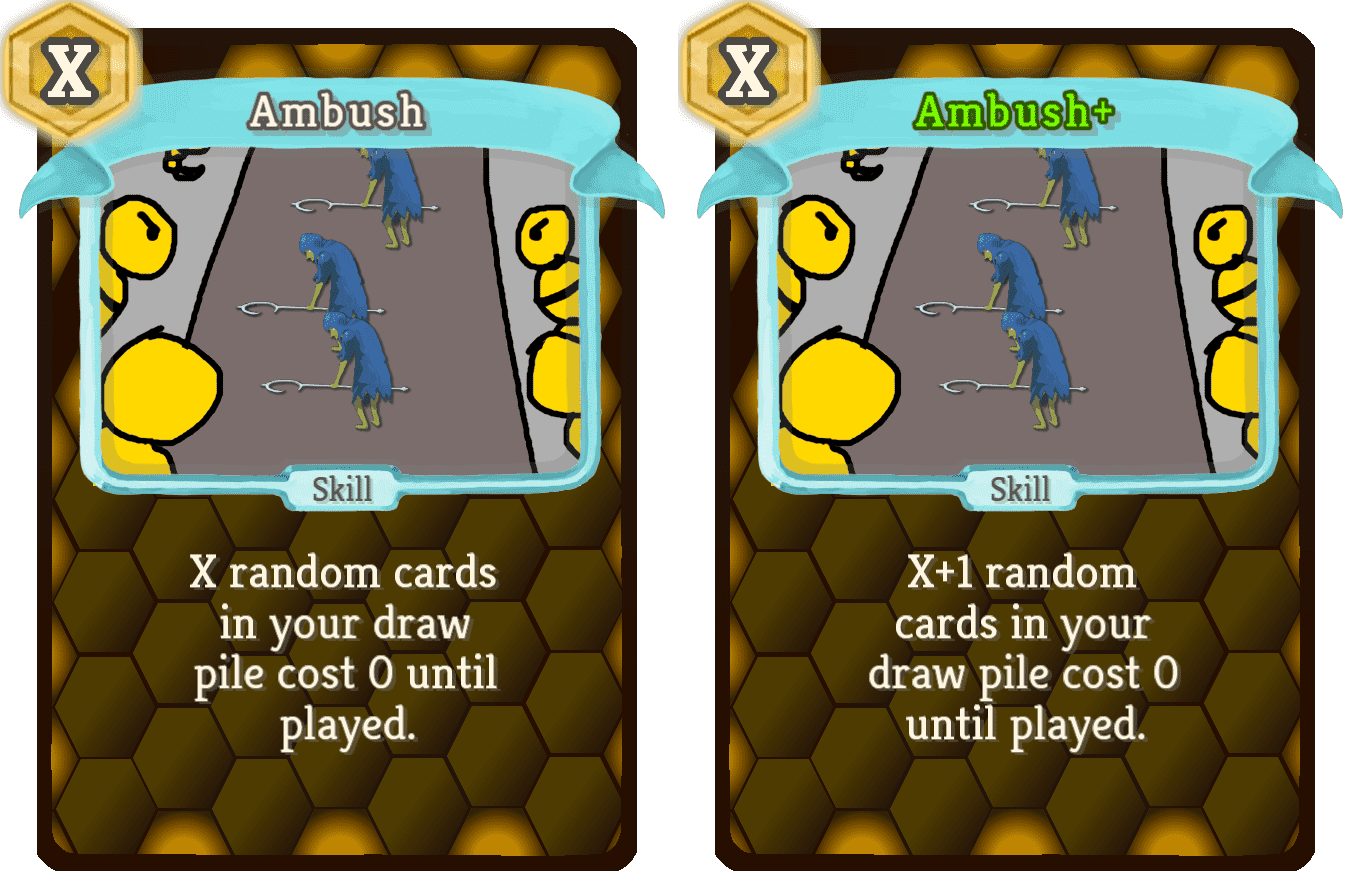 X
Ambush
Skill
X random cards
in your draw
pile cost 0 until
played.
X
Ambush+
Skill
X+1 random
cards in your
draw pile cost 0
until played.